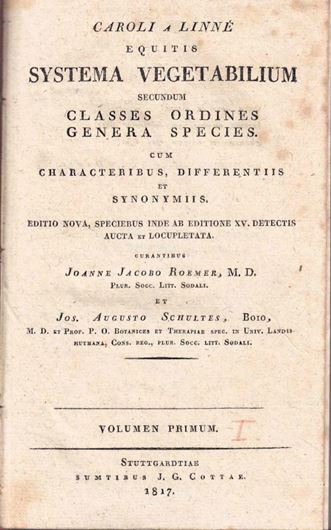 CAROLI A LINNÉ
EQUITIS
SYSTEMA VEGETABILIUM
SECUNDUM
CLASSES ORDINES
GENERA SPECIES.
CUM
CHARACTERIBUS, DIFFERENTIIS
ET
SYNONYMIIS.
EDITIO NOVA, SPECIEBUS INDE AB EDITIONE XV. DETECTIS
AUCTA ET LOCUPLETATA.
CURANTIBUS
JOANNE JACOBO ROEMER, M. D.
PLUR. SOCC. LITT. SODALI.
ET
JOS. AUGUSTO SCHULTES, BOIO,
M. D. ET PROF. P. O. BOTANICES ET THERAPIAE SPEC. IN UNIV. LANDIS-
HUTHANA, CONS. REG., PLUR. SOCC. LITT. SODALI.
VOLUMEN PRIMUM. I
STUTTGARDTIAE
SUMTIBUS J. G. COTTAE.
1817.